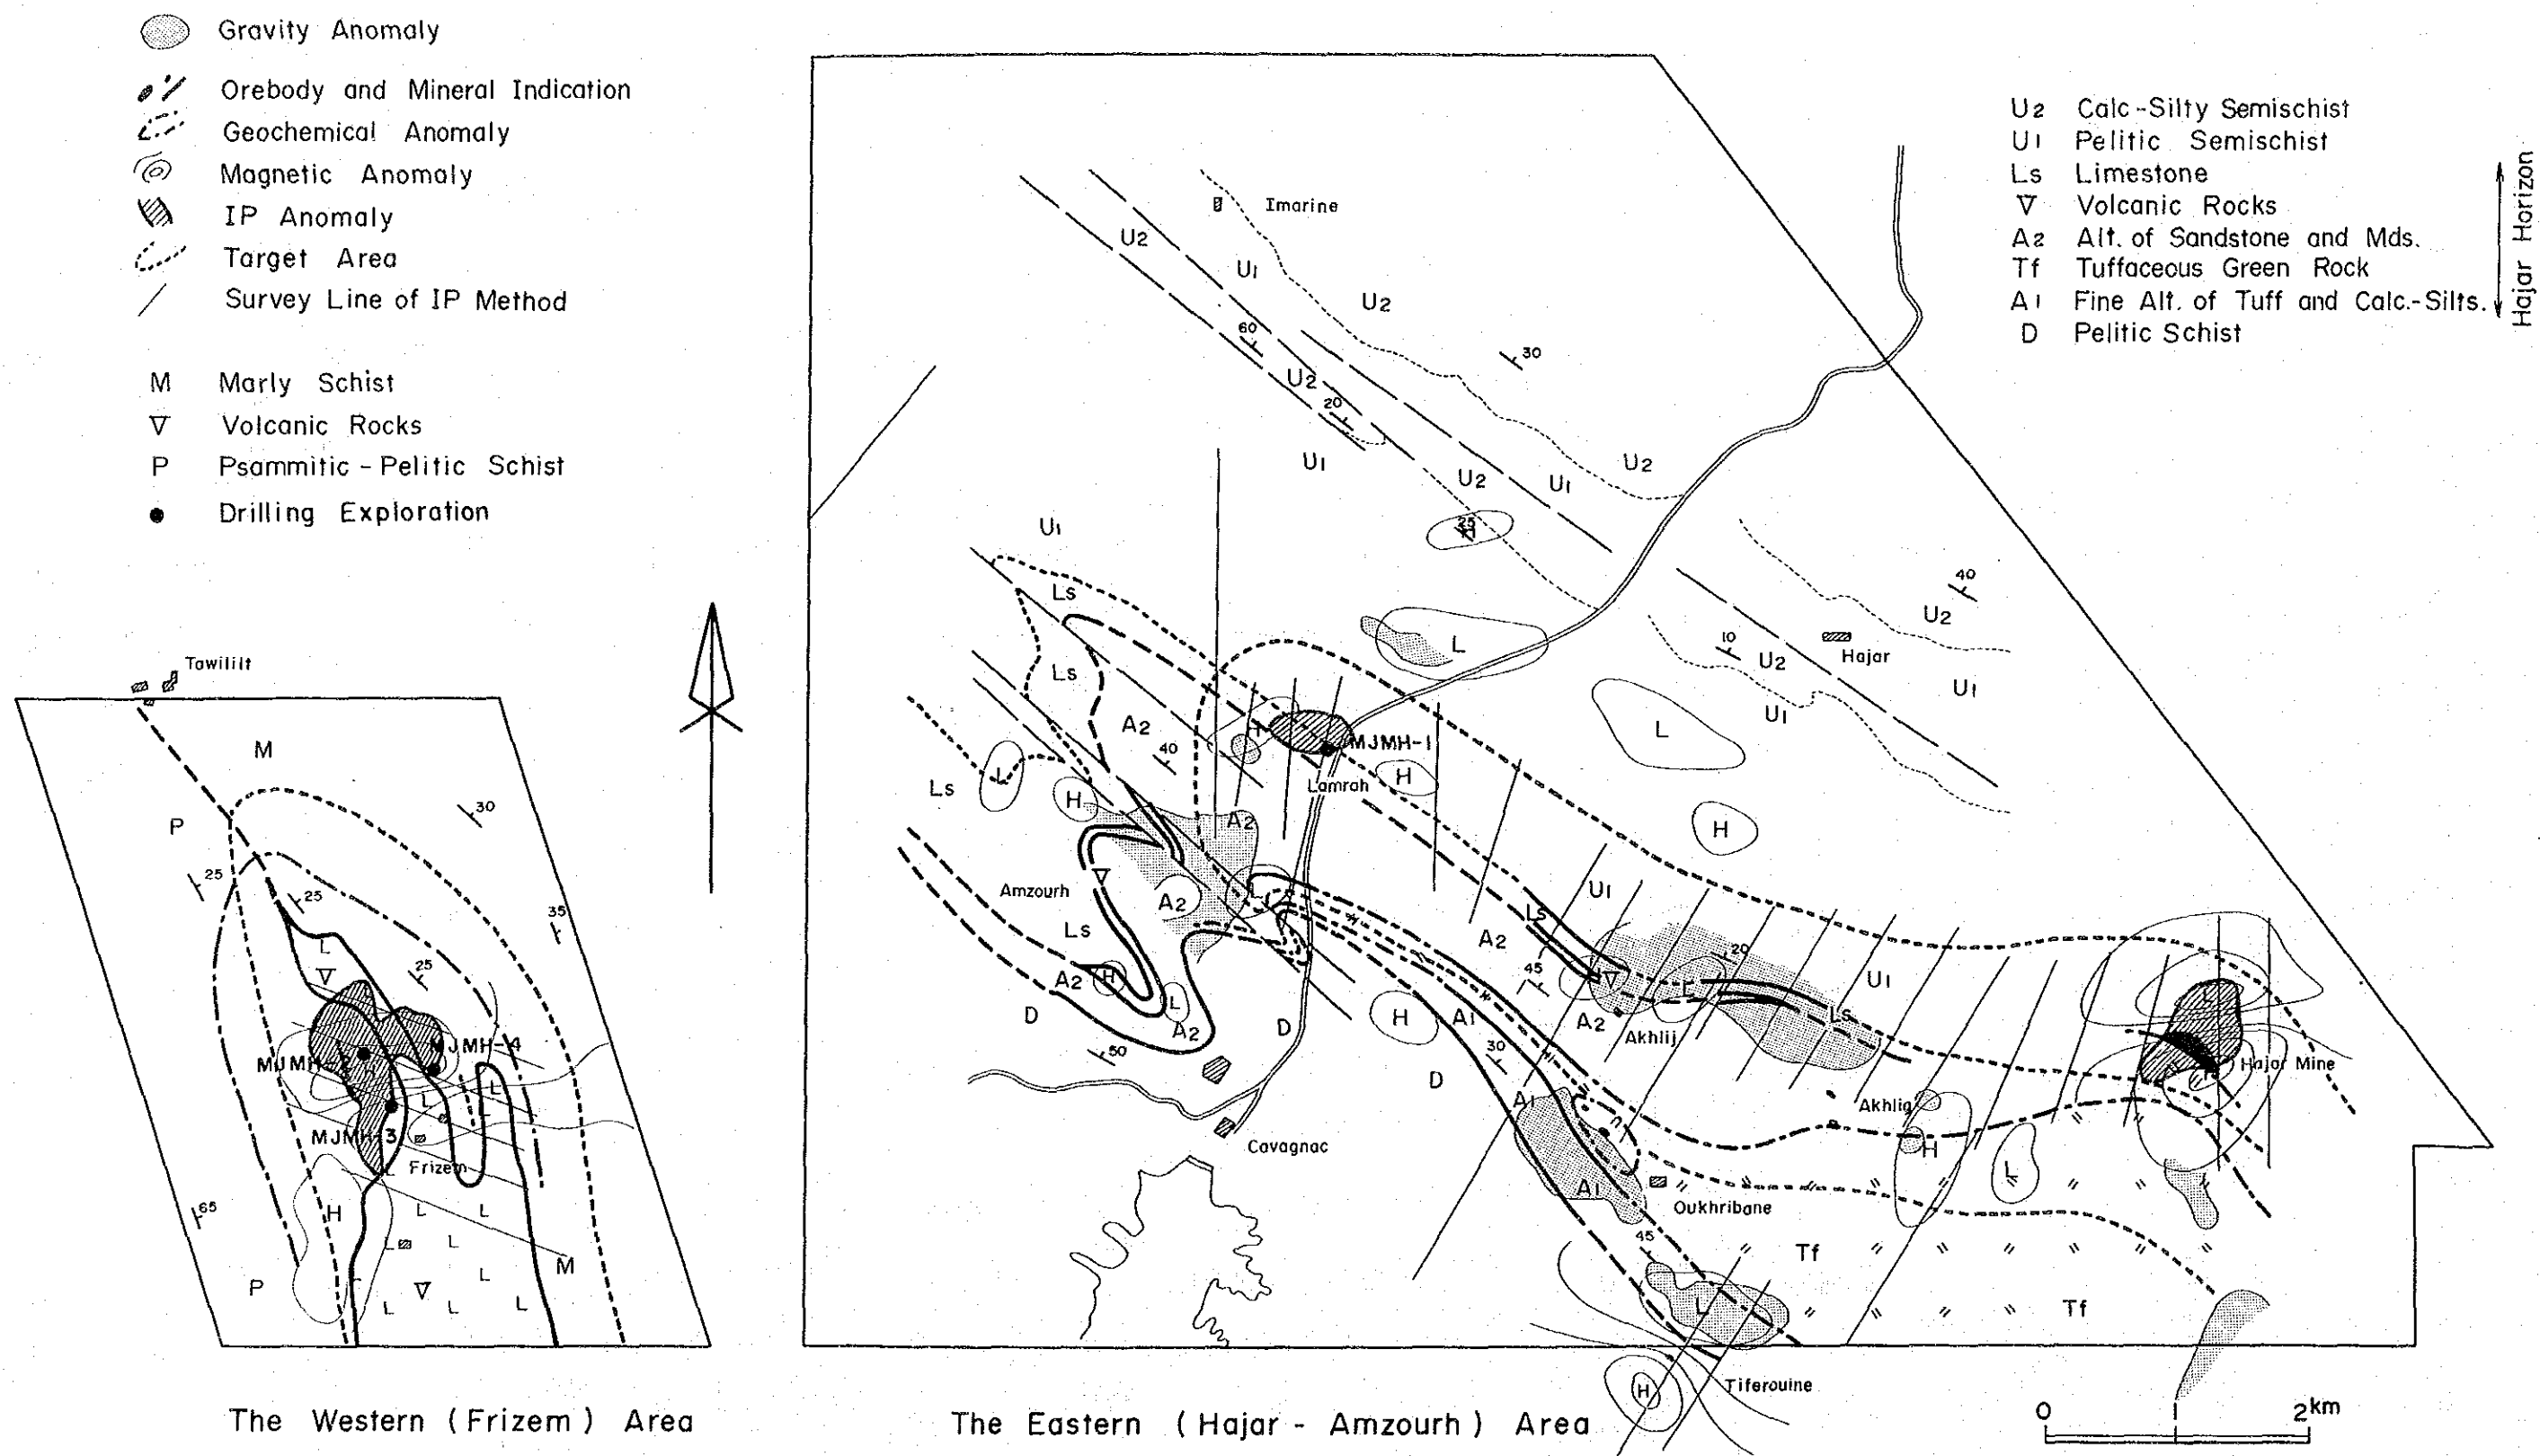 Gravity Anomaly
Orebody and Mineral Indication
Geochemical Anomaly
Magnetic Anomaly
IP Anomaly
Target Area
Survey Line of IP Method
M Marly Schist
∇ Volcanic Rocks
P Psammitic - Pelitic Schist
Drilling Exploration
U2 Calc-Silty Semischist
U1 Pelitic Semischist
Ls Limestone
∇ Volcanic Rocks
A2 Alt. of Sandstone and Mds.
Tf Tuffaceous Green Rock
A1 Fine Alt. of Tuff and Calc.-Silts.
D Pelitic Schist
Hajar Horizon
Tawililt
M
30
P
25
25
35
L
∇
25
MJMH-4
MJMH-2
L
L
MJMH-3
Frizem
65
H
L
L
L
L
L
M
P
∇
L
L
L
The Western (Frizem) Area
Imarine
U2
U1
U2
60
30
U2
20
U1
U2
U2
U1
25
H
U1
40
Ls
U2
L
10
Hajar
U2
Ls
U1
U1
A2
H
L
40
MJMH-1
L
H
Ls
H
Lamrah
A2
H
∇
L
U1
Amzourh
A2
Ls
Ls
A2
20
45
H
∇
A2
H
L
U1
L
L
D
A2
D
H
A1
A2
Ls
Akhlij
50
30
Hajar Mine
D
H
A1
Akhlig
Cavagnac
H
L
A1
Oukhribane
45
Tf
L
Tf
H
Tiferouine
The Eastern (Hajar - Amzourh) Area
0 1 2km